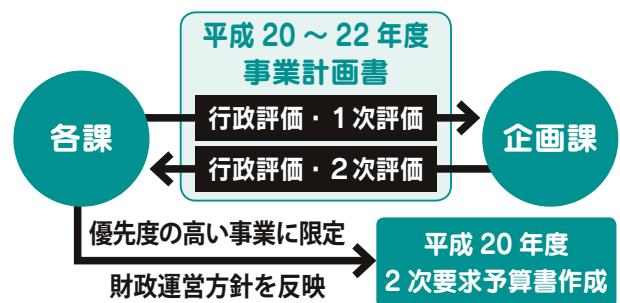 平成 20 ~ 22 年度
事業計画書
各課
行政評価・1次評価
企画課
行政評価・2次評価
優先度の高い事業に限定
財政運営方針を反映
平成 20 年度
2 次要求予算書作成